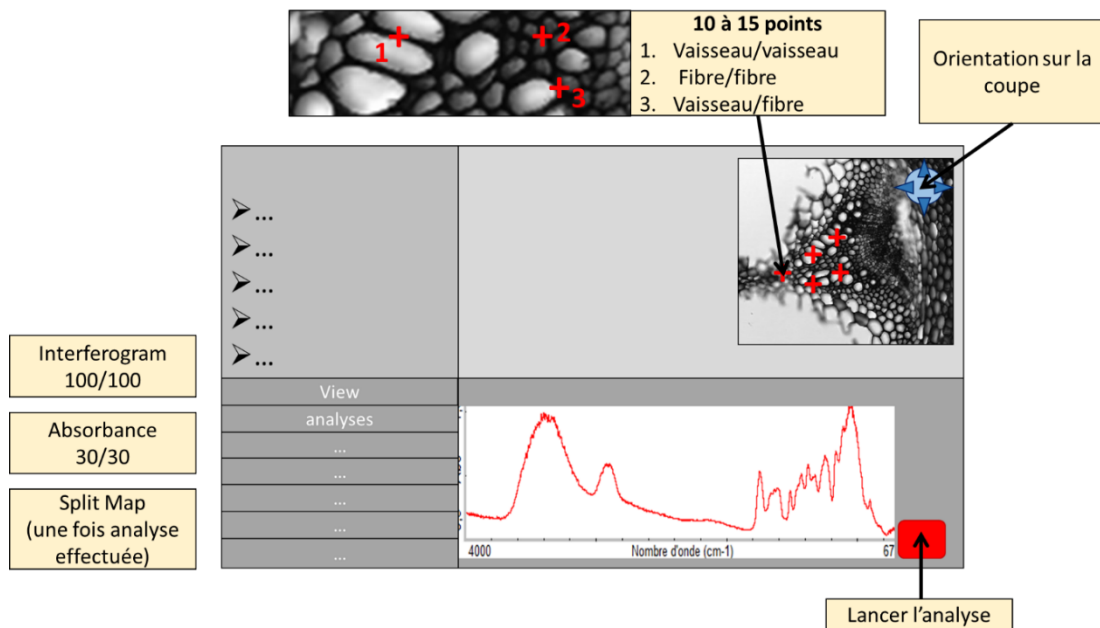 10 à 15 points
1. Vaisseau/vaisseau
2. Fibre/fibre
3. Vaisseau/fibre
1
2
3
Orientation sur la
coupe
...
...
...
...
...
Interferogram
100/100
Absorbance
30/30
Split Map
(une fois analyse
effectuée)
View
analyses
...
...
...
...
...
4000
Nombre d'onde (cm-1)
67
Lancer l'analyse